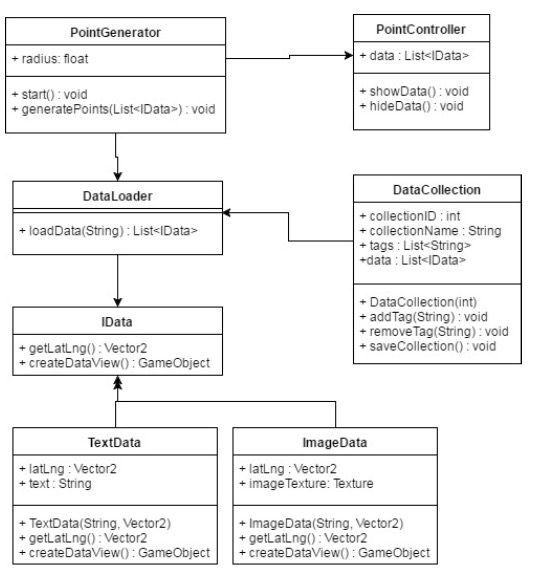 PointGenerator
+ radius: float
+ start() : void
+ generatePoints(List<IData>) : void
PointController
+ data : List<IData>
+ showData() : void
+ hideData() : void
DataLoader
+ loadData(String) : List<IData>
DataCollection
+ collectionID : int
+ collectionName : String
+ tags : List<String>
+data : List<IData>
+ DataCollection(int)
+ addTag(String) : void
+ removeTag(String) : void
+ saveCollection() : void
IData
+ getLatLng() : Vector2
+ createDataView() : GameObject
TextData
+ latLng : Vector2
+ text : String
+ TextData(String, Vector2)
+ getLatLng() : Vector2
+ createDataView() : GameObject
ImageData
+ latLng : Vector2
+ imageTexture: Texture
+ ImageData(String, Vector2)
+ getLatLng() : Vector2
+ createDataView() : GameObject